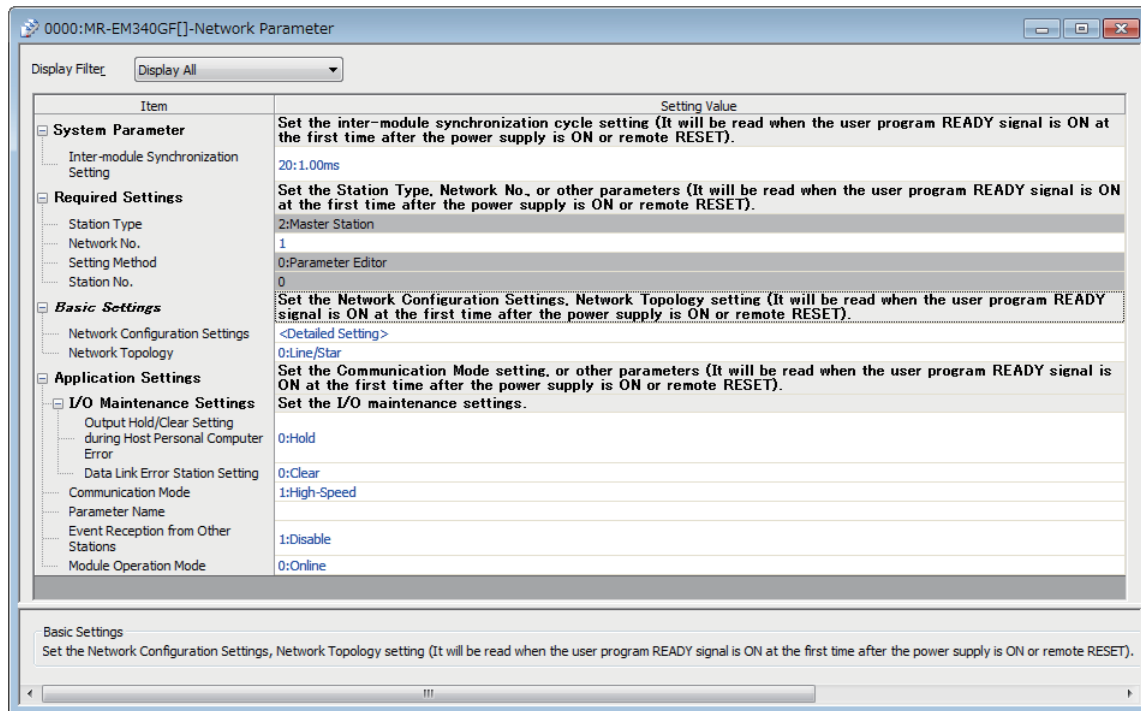 0000:MR-EM340GF[]-Network Parameter
Display Filter Display All
Item Setting Value
System Parameter Set the inter-module synchronization cycle setting (It will be read when the user program READY signal is ON at
the first time after the power supply is ON or remote RESET).
Inter-module Synchronization
Setting
20:1.00ms
Required Settings Set the Station Type, Network No., or other parameters (It will be read when the user program READY signal is ON
at the first time after the power supply is ON or remote RESET).
Station Type 2:Master Station
Network No. 1
Setting Method 0:Parameter Editor
Station No. 0
Basic Settings Set the Network Configuration Settings, Network Topology setting (It will be read when the user program READY
signal is ON at the first time after the power supply is ON or remote RESET).
Network Configuration Settings <Detailed Setting>
Network Topology 0:Line/Star
Application Settings Set the Communication Mode setting, or other parameters (It will be read when the user program READY signal is
ON at the first time after the power supply is ON or remote RESET).
I/O Maintenance Settings Set the I/O maintenance settings.
Output Hold/Clear Setting
during Host Personal Computer 0:Hold
Error
Data Link Error Station Setting 0:Clear
Communication Mode 1:High-Speed
Parameter Name
Event Reception from Other
Stations
1:Disable
Module Operation Mode 0:Online
Basic Settings
Set the Network Configuration Settings, Network Topology setting (It will be read when the user program READY signal is ON at the first time after the power supply is ON or remote RESET).